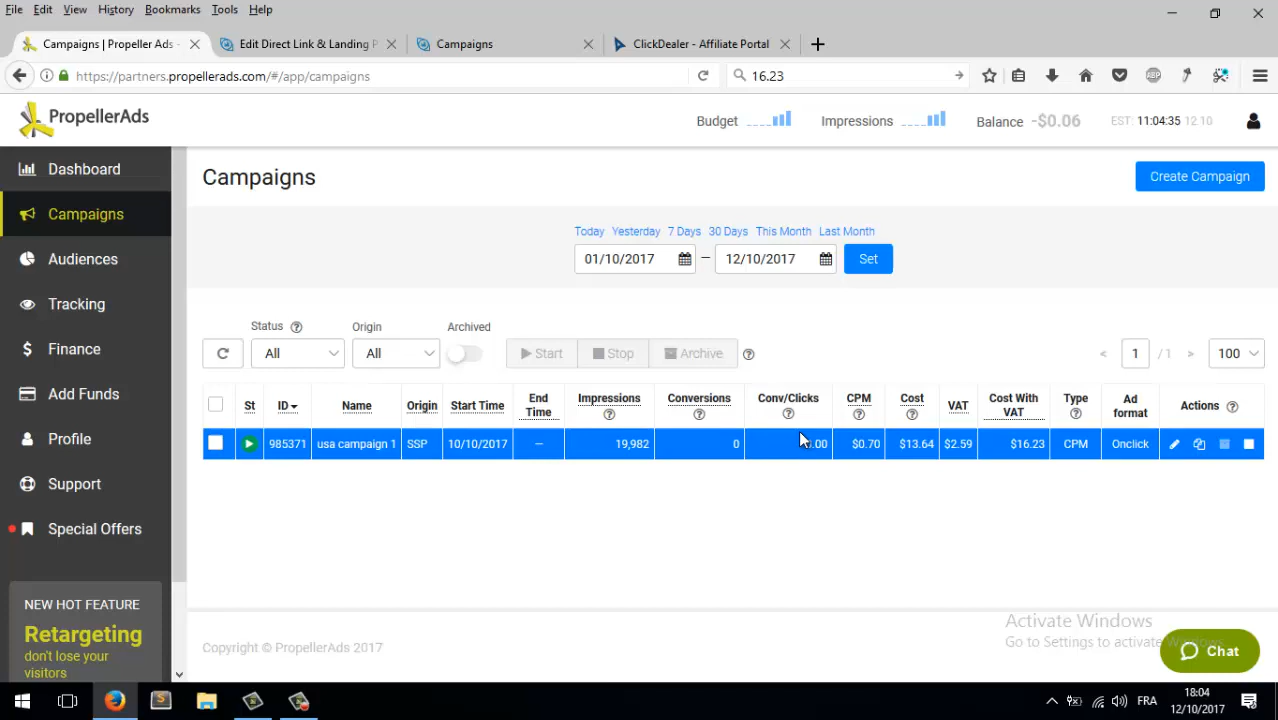 File Edit View History Bookmarks Tools Help
Campaigns | Propeller Ads - Edit Direct Link & Landing P Campaigns ClickDealer - Affiliate Portal
https://partners.propellerads.com/#/app/campaigns 16.23
PropellerAds Budget Impressions Balance -$0.06 EST: 11:04:35 12.10
Dashboard
Campaigns
Audiences
Tracking
Finance
Add Funds
Profile
Support
Special Offers
NEW HOT FEATURE
Retargeting
don't lose your
visitors
Campaigns Create Campaign
Today Yesterday 7 Days 30 Days This Month Last Month
01/10/2017 – 12/10/2017 Set
Status Origin Archived
All All Start Stop Archive < 1 / 1 > 100
St ID Name Origin Start Time End Time Impressions Conversions Conv/Clicks CPM Cost VAT Cost With VAT Type Ad format Actions
985371 usa campaign 1 SSP 10/10/2017 – 19,982 0 .00 $0.70 $13.64 $2.59 $16.23 CPM Onclick
Copyright © PropellerAds 2017
Activate Windows
Go to Settings to activate Windows.
Chat
ABP
FRA
18:04
12/10/2017